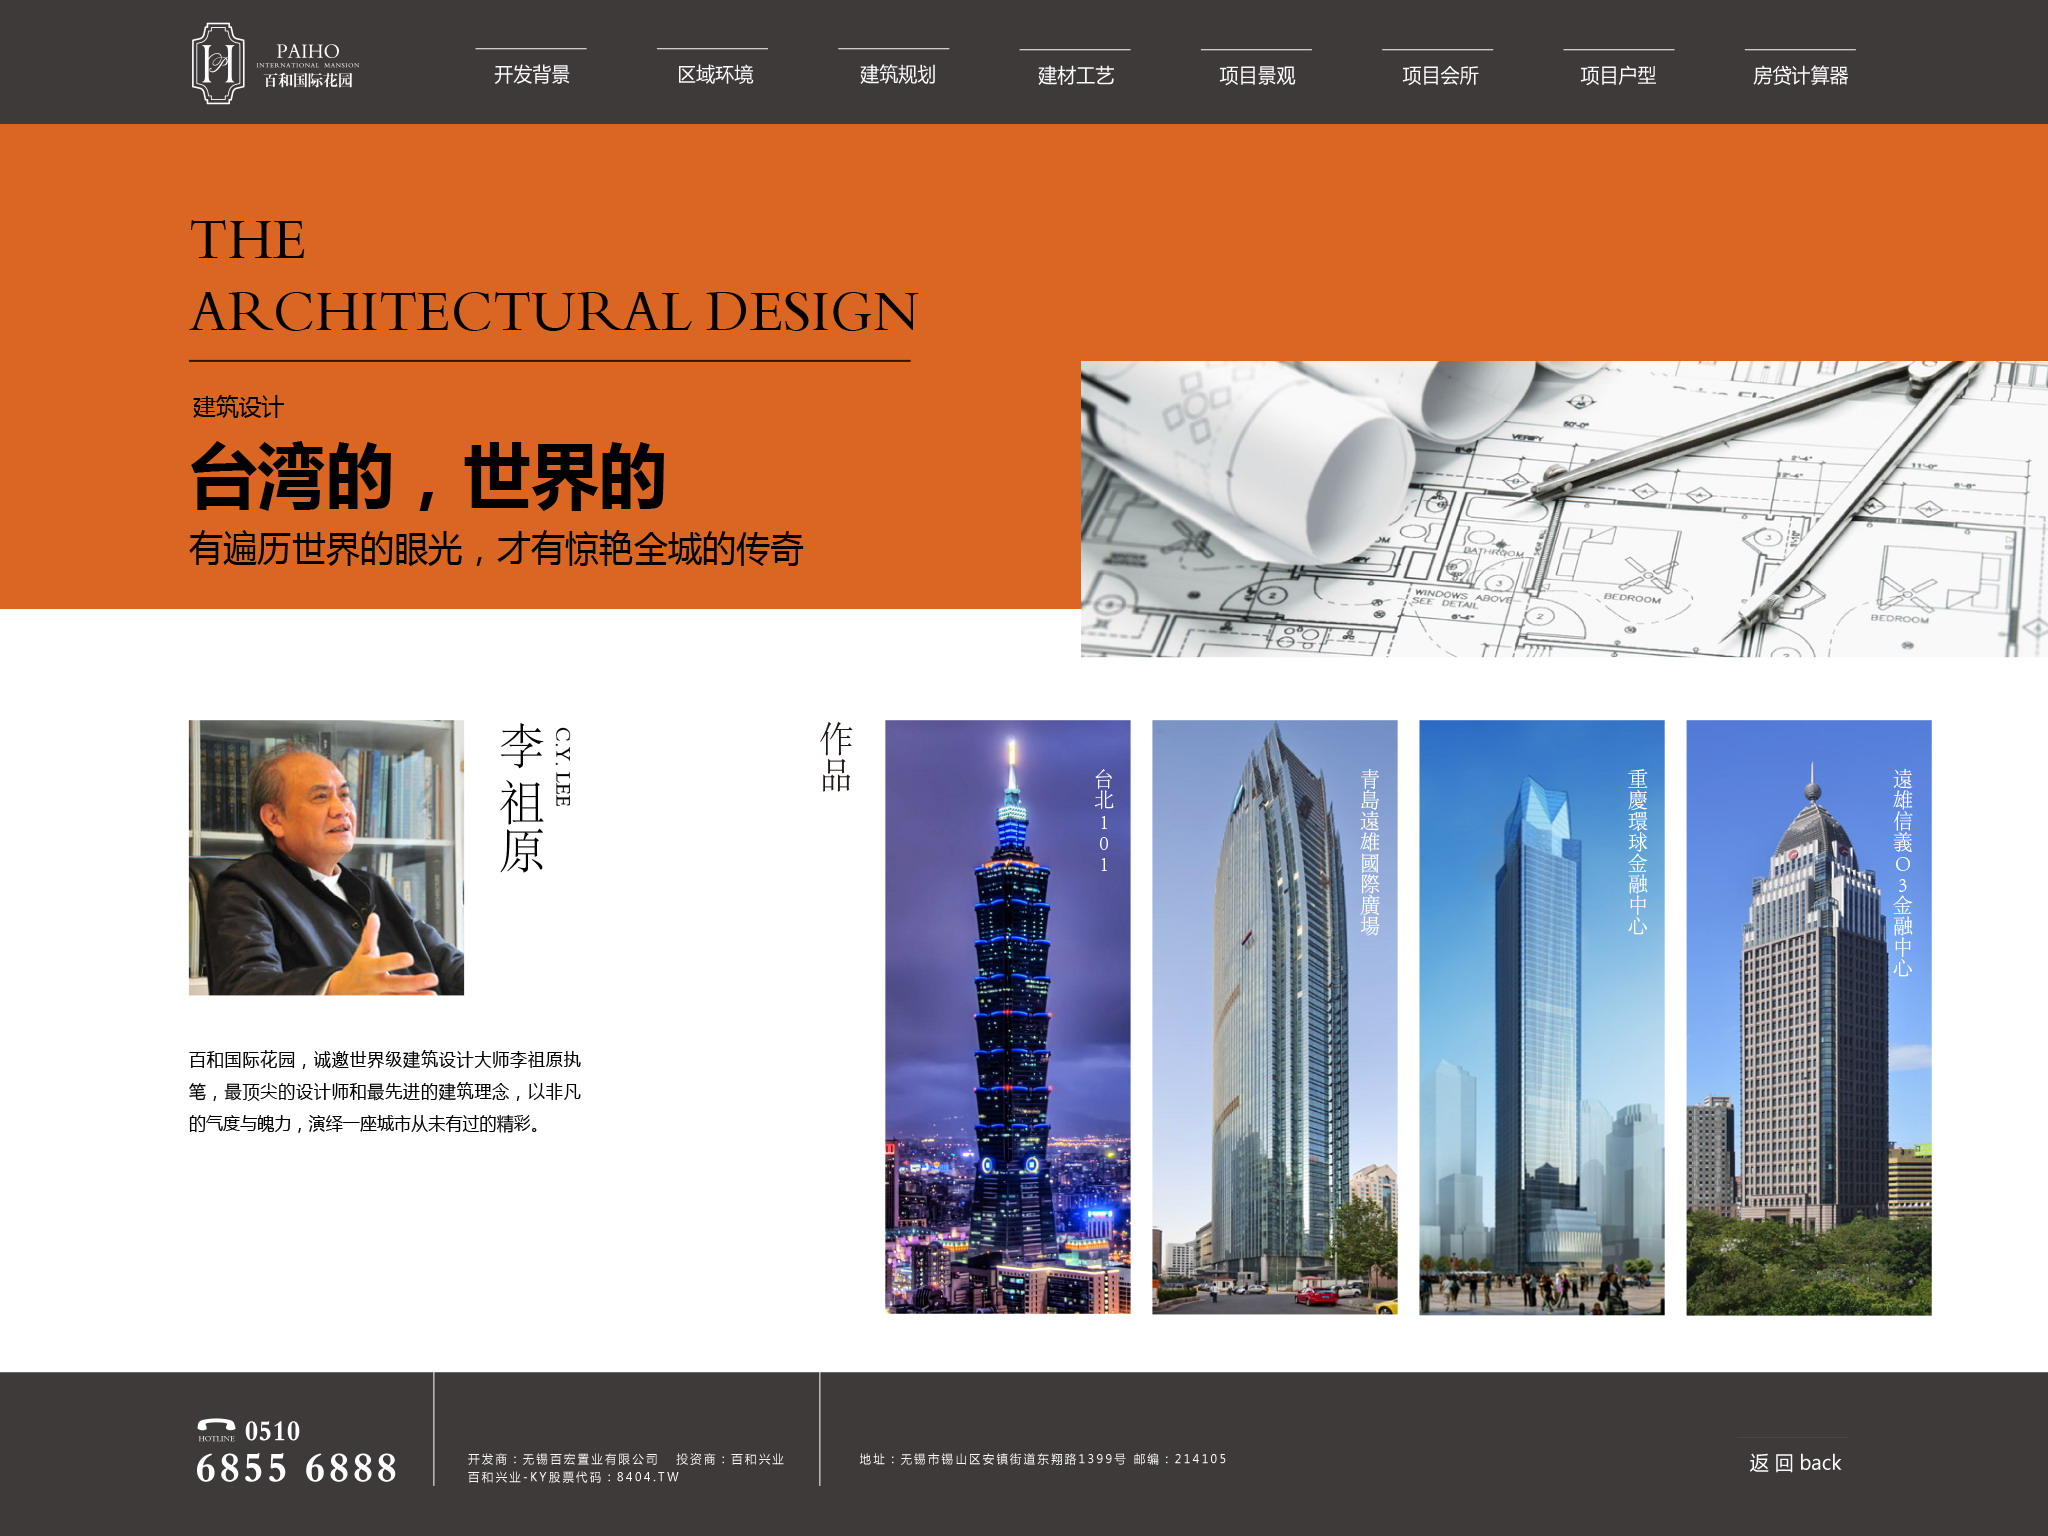 PAIHO
INTERNATIONAL MANSION
百和国际花园
开发背景
区域环境
建筑规划
建材工艺
项目景观
项目会所
项目户型
房贷计算器
THE
ARCHITECTURAL DESIGN
建筑设计
台湾的，世界的
有遍历世界的眼光，才有惊艳全城的传奇
VERIFY
BATHROOM
WINDOWS ABOVE
SEE DETAIL
BEDROOM
BEDROOM
李祖原
C.Y. LEE
作品
台北101
青島遠雄國際廣場
重慶環球金融中心
遠雄信義O3金融中心
百和国际花园，诚邀世界级建筑设计大师李祖原执
笔，最顶尖的设计师和最先进的建筑理念，以非凡
的气度与魄力，演绎一座城市从未有过的精彩。
HOTLINE
0510
6855 6888
开发商：无锡百宏置业有限公司 投资商：百和兴业
百和兴业-KY股票代码：8404.TW
地址：无锡市锡山区安镇街道东翔路1399号 邮编：214105
返 回 back